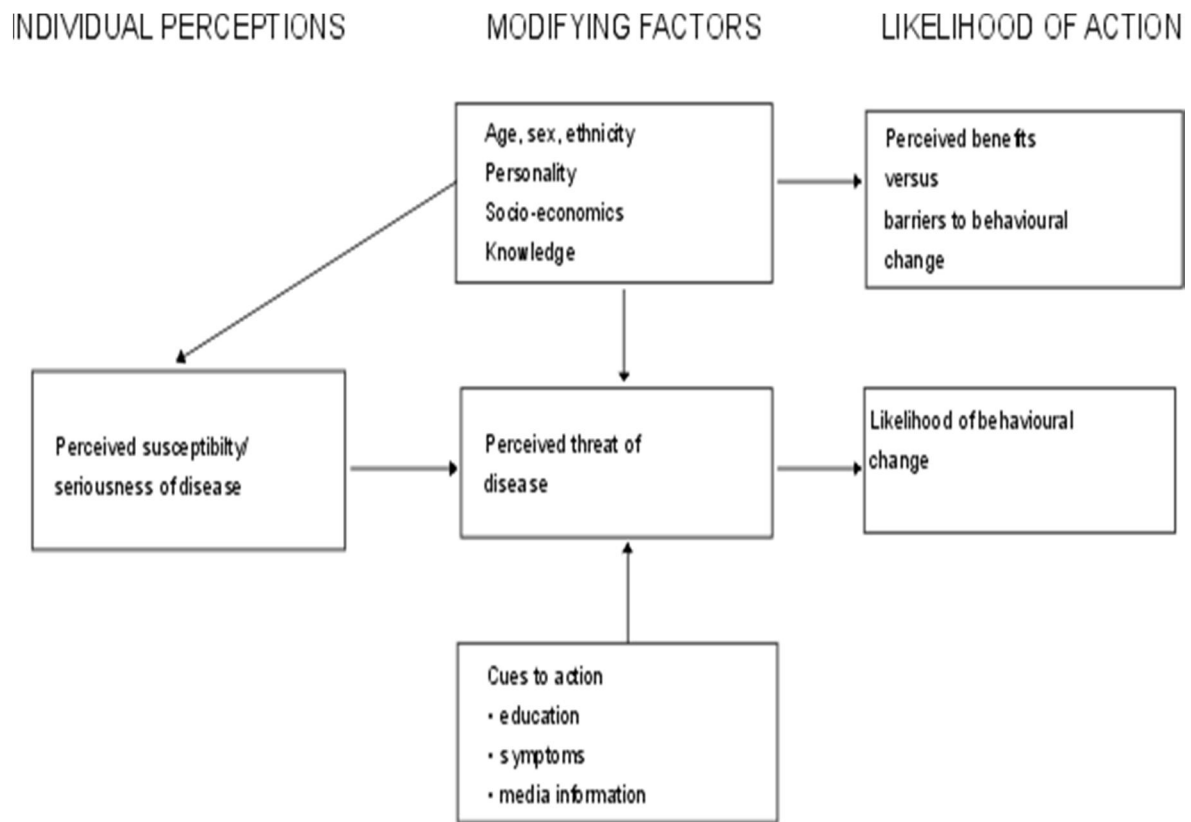 INDIVIDUAL PERCEPTIONS
MODIFYING FACTORS
LIKELIHOOD OF ACTION
Age, sex, ethnicity
Personality
Socio-economics
Knowledge
Perceived benefits
versus
barriers to behavioural
change
Perceived susceptibilty/
seriousness of disease
Perceived threat of
disease
Likelihood of behavioural
change
Cues to action
• education
• symptoms
• media information